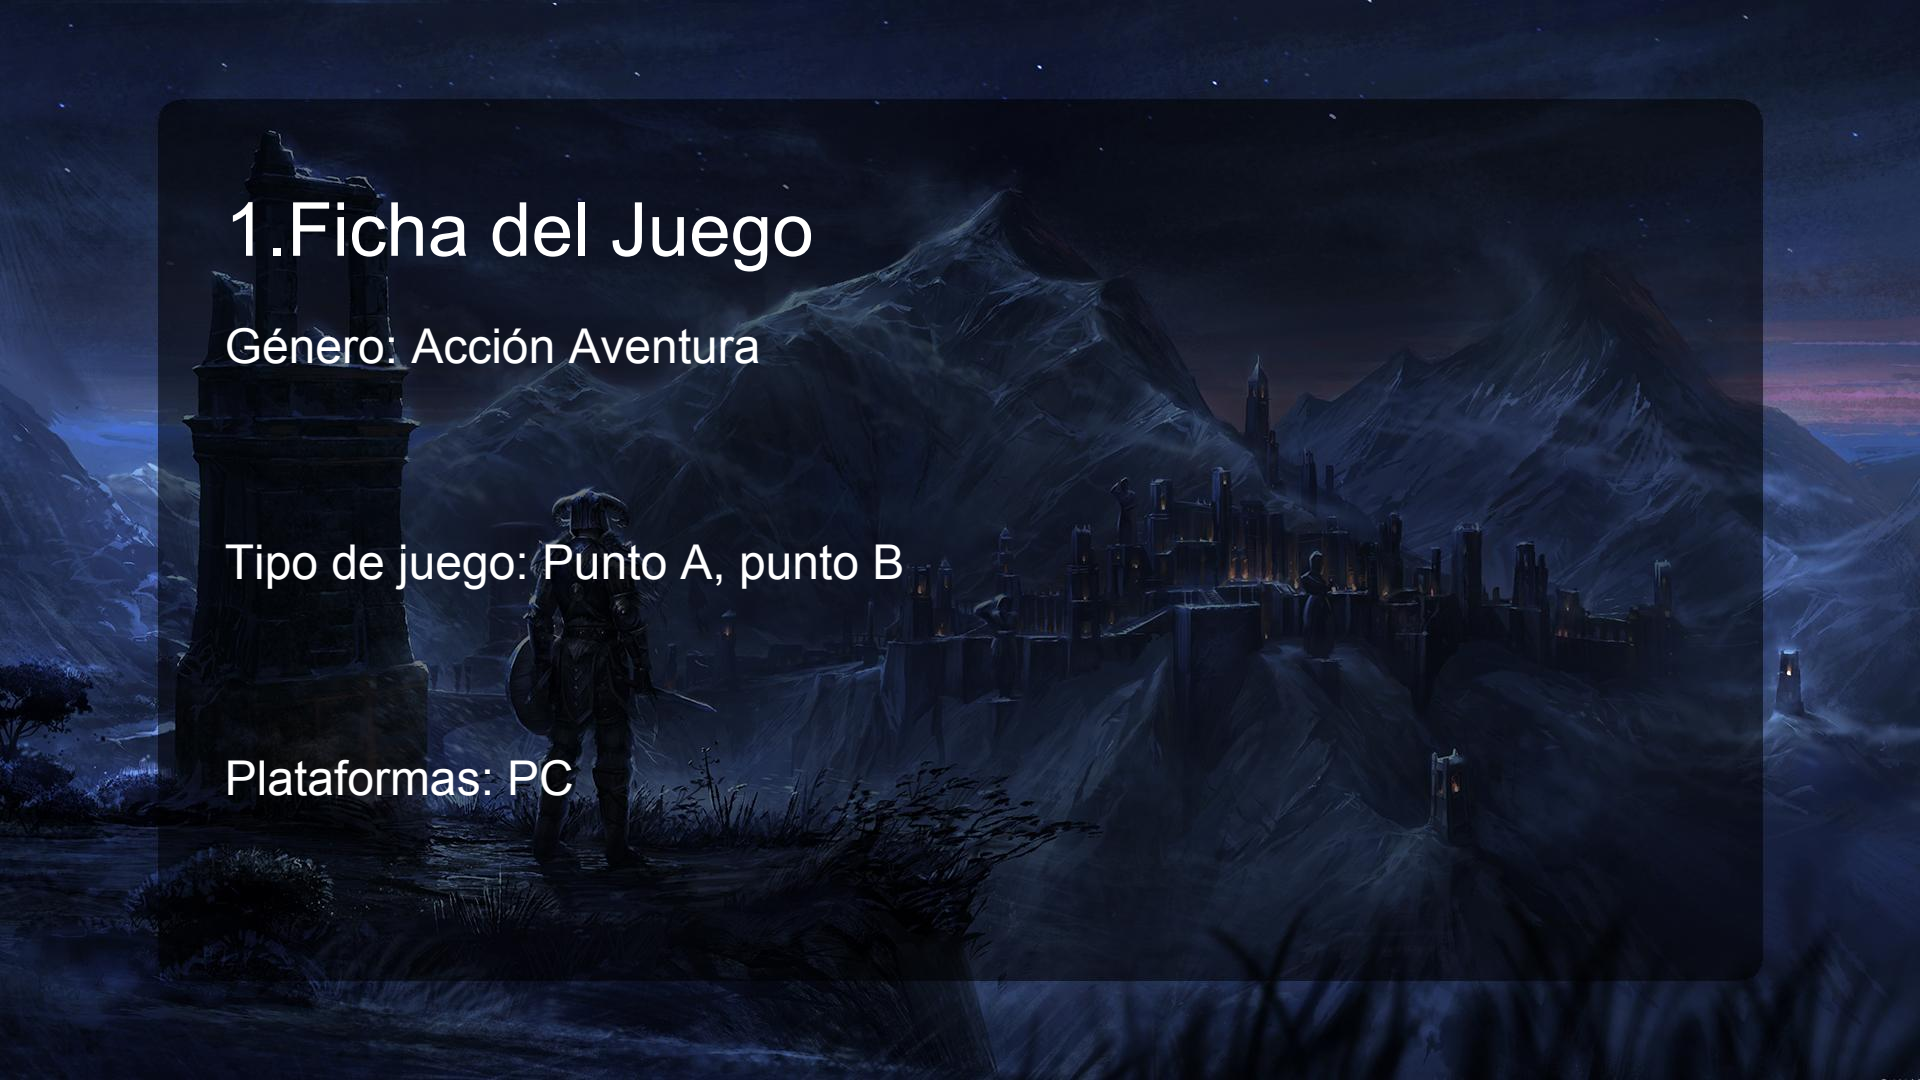 1.Ficha del Juego
Género: Acción Aventura
Tipo de juego: Punto A, punto B
Plataformas: PC